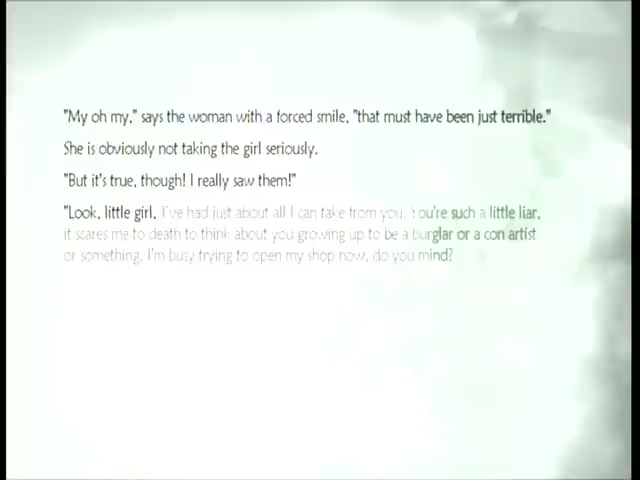 "My oh my," says the woman with a forced smile, "that must have been just terrible."
She is obviously not taking the girl seriously.
"But it's true, though! I really saw them!"
"Look, little girl, I've had just about all I can take from you. You're such a little liar,
it scares me to death to think about you growing up to be a burglar or a con artist
or something. I'm busy trying to open my shop now, do you mind?